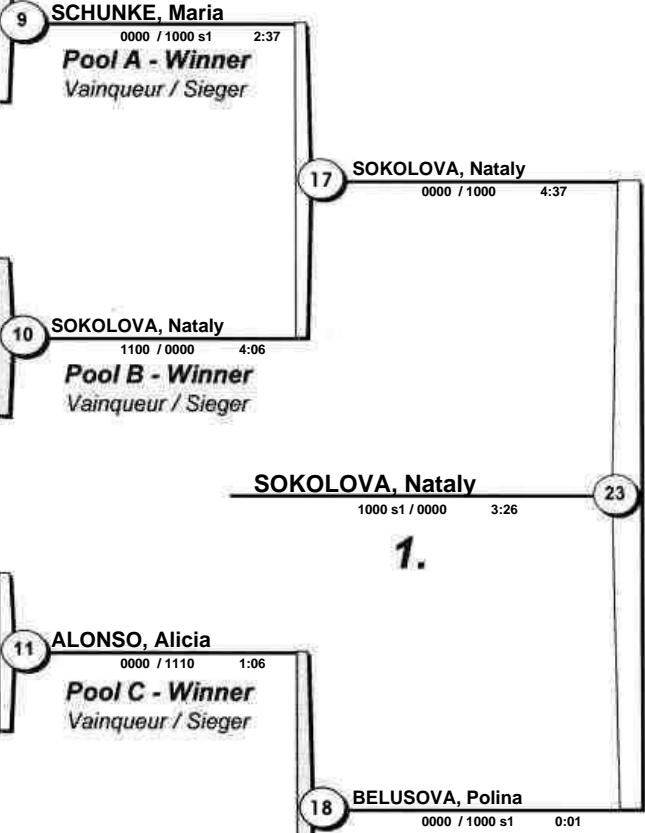 9 SCHUNKE, Maria
0000 / 1000 s1 2:37
Pool A - Winner
Vainqueur / Sieger
17 SOKOLOVA, Nataly
0000 / 1000 4:37
10 SOKOLOVA, Nataly
1100 / 0000 4:06
Pool B - Winner
Vainqueur / Sieger
SOKOLOVA, Nataly 23
1000 s1 / 0000 3:26
1.
11 ALONSO, Alicia
0000 / 1110 1:06
Pool C - Winner
Vainqueur / Sieger
18 BELUSOVA, Polina
0000 / 1000 s1 0:01